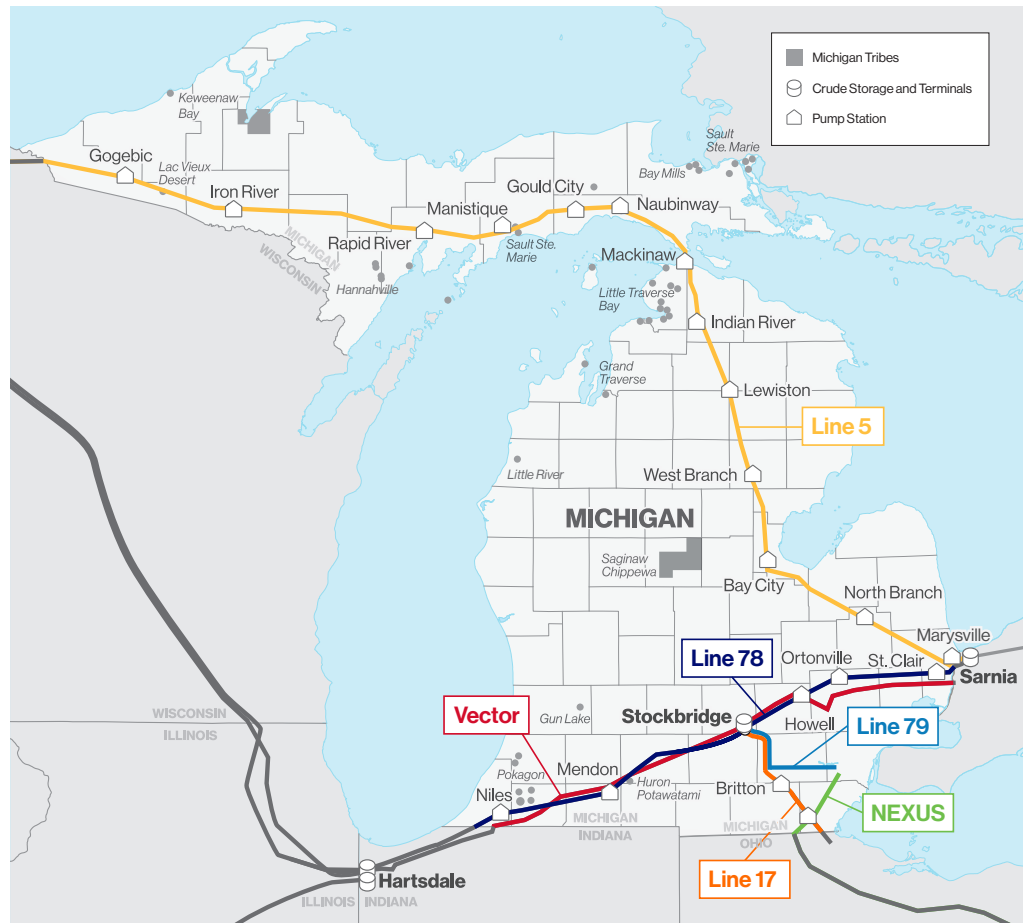 Michigan Tribes
Crude Storage and Terminals
Pump Station
Keweenaw
Bay
Gogebic
Lac Vieux
Desert
Iron River
Rapid River
Manistique
Gould City
Naubinway
Bay Mills
Sault
Ste. Marie
Sault Ste.
Marie
MICHIGAN
WISCONSIN
Hannahville
Mackinaw
Little Traverse
Bay
Indian River
Grand
Traverse
Lewiston
Line 5
Little River
West Branch
MICHIGAN
Saginaw
Chippewa
Bay City
North Branch
Marysville
Ortonville
St. Clair
Sarnia
Line 78
Vector
Gun Lake
Stockbridge
Howell
Line 79
WISCONSIN
ILLINOIS
Pokagon
Mendon
Huron
Potawatami
Niles
Britton
NEXUS
MICHIGAN
INDIANA
MICHIGAN
OHIO
Line 17
Hartsdale
ILLINOIS
INDIANA